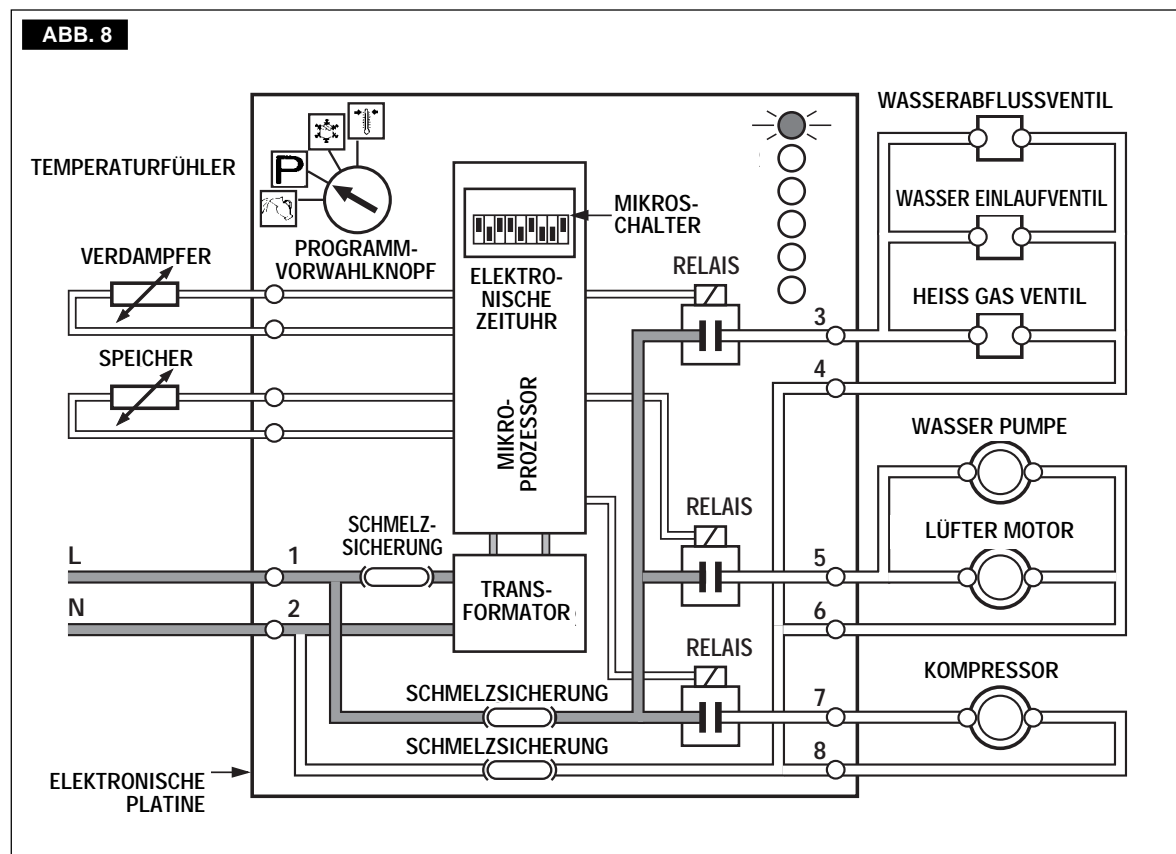 ABB. 8
WASSERABFLUSSVENTIL
TEMPERATURFÜHLER
P
MIKROS-
CHALTER
WASSER EINLAUFVENTIL
PROGRAMM-
VORWAHLKNOPF
VERDAMPFER
ELEKTRO-
NISCHE
ZEITUHR
RELAIS
HEISS GAS VENTIL
3
SPEICHER
4
MIKRO-
PROZESSOR
WASSER PUMPE
SCHMELZ-
SICHERUNG
RELAIS
LÜFTER MOTOR
L
1
5
TRANS-
FORMATOR
N
2
6
RELAIS
KOMPRESSOR
SCHMELZSICHERUNG
7
SCHMELZSICHERUNG
8
ELEKTRONISCHE
PLATINE